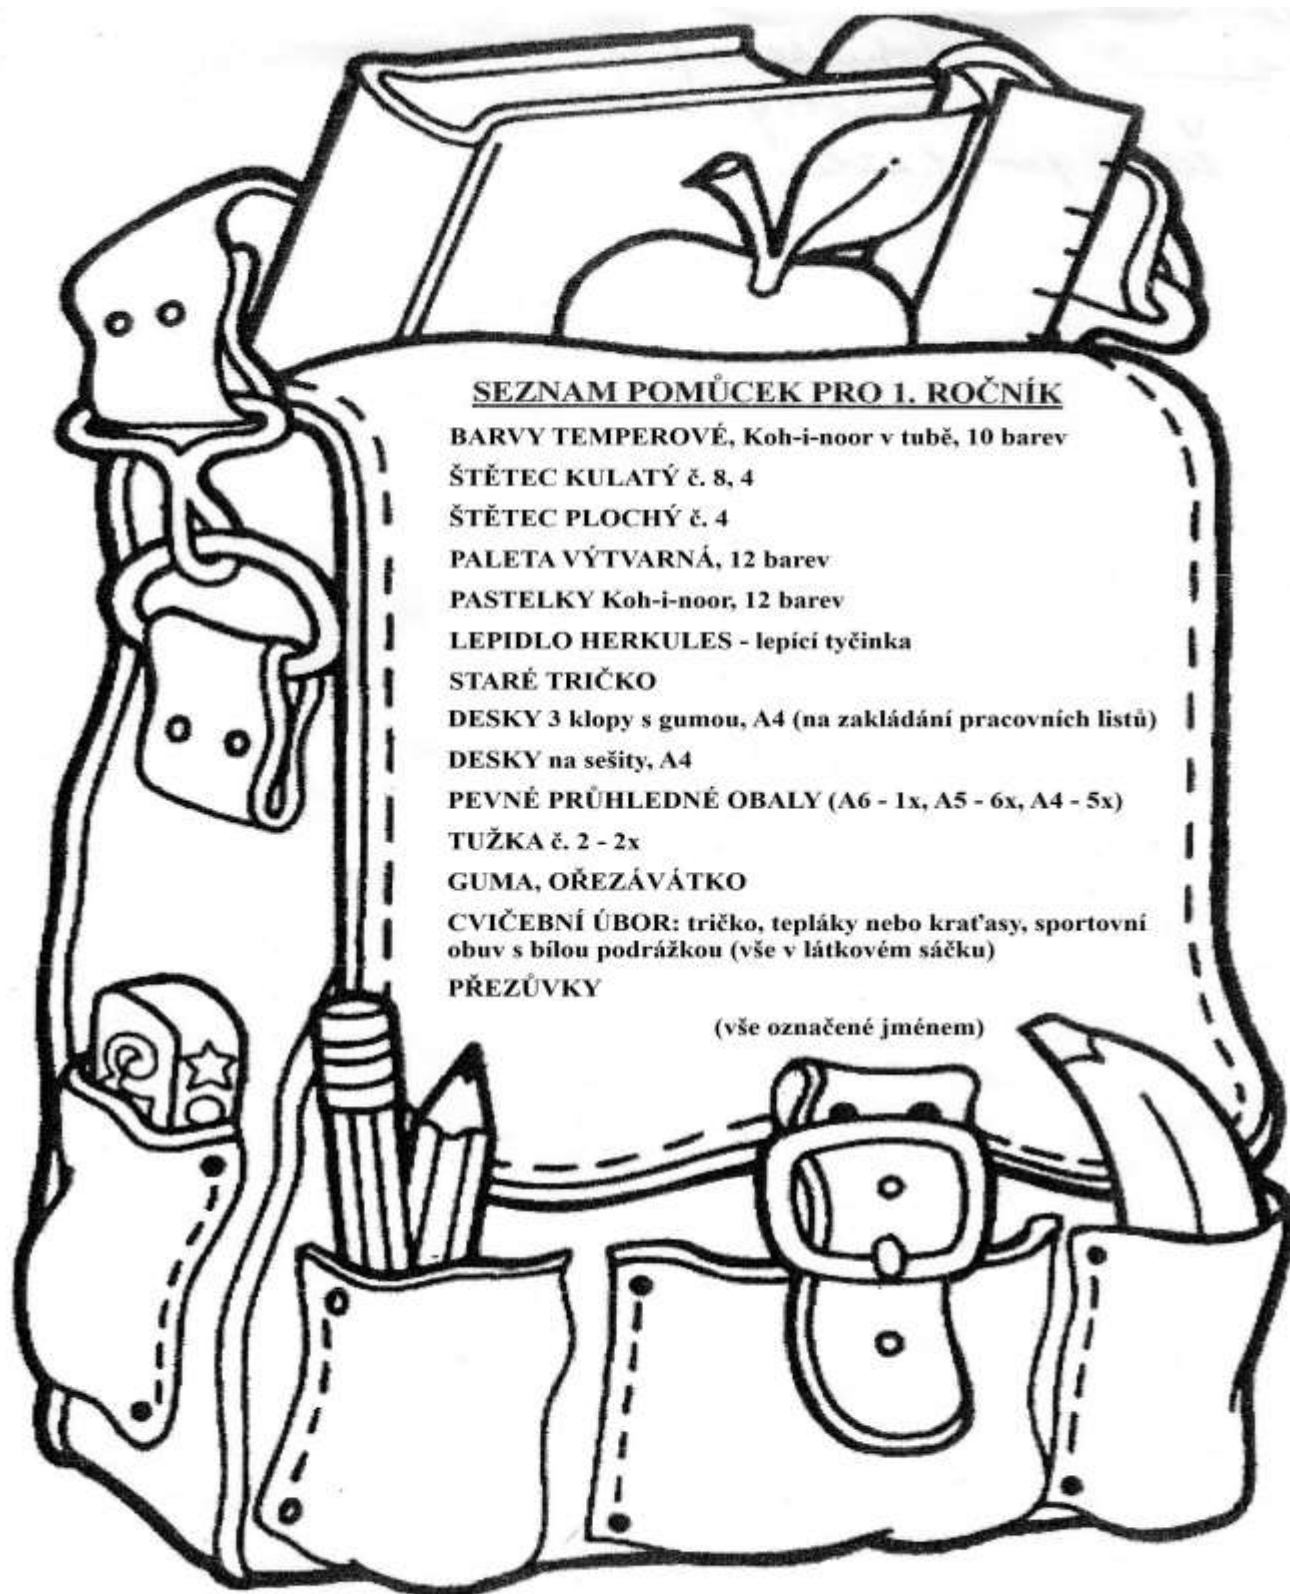 SEZNAM POMŮCEK PRO 1. ROČNÍK
BARVY TEMPEROVÉ, Koh-i-noor v tubě, 10 barev
ŠTĚTEC KULATÝ č. 8, 4
ŠTĚTEC PLOCHÝ č. 4
PALETA VÝTVARNÁ, 12 barev
PASTELKY Koh-i-noor, 12 barev
LEPIDLO HERKULES - lepící tyčinka
STARÉ TRIČKO
DESKY 3 klopy s gumou, A4 (na zakládání pracovních listů)
DESKY na sešity, A4
PEVNÉ PRŮHLEDNÉ OBALY (A6 - 1x, A5 - 6x, A4 - 5x)
TUŽKA č. 2 - 2x
GUMA, OŘEZÁVÁTKO
CVIČEBNÍ ÚBOR: tričko, tepláky nebo kraťasy, sportovní
obuv s bílou podrážkou (vše v látkovém sáčku)
PŘEZŮVKY
(vše označené jménem)